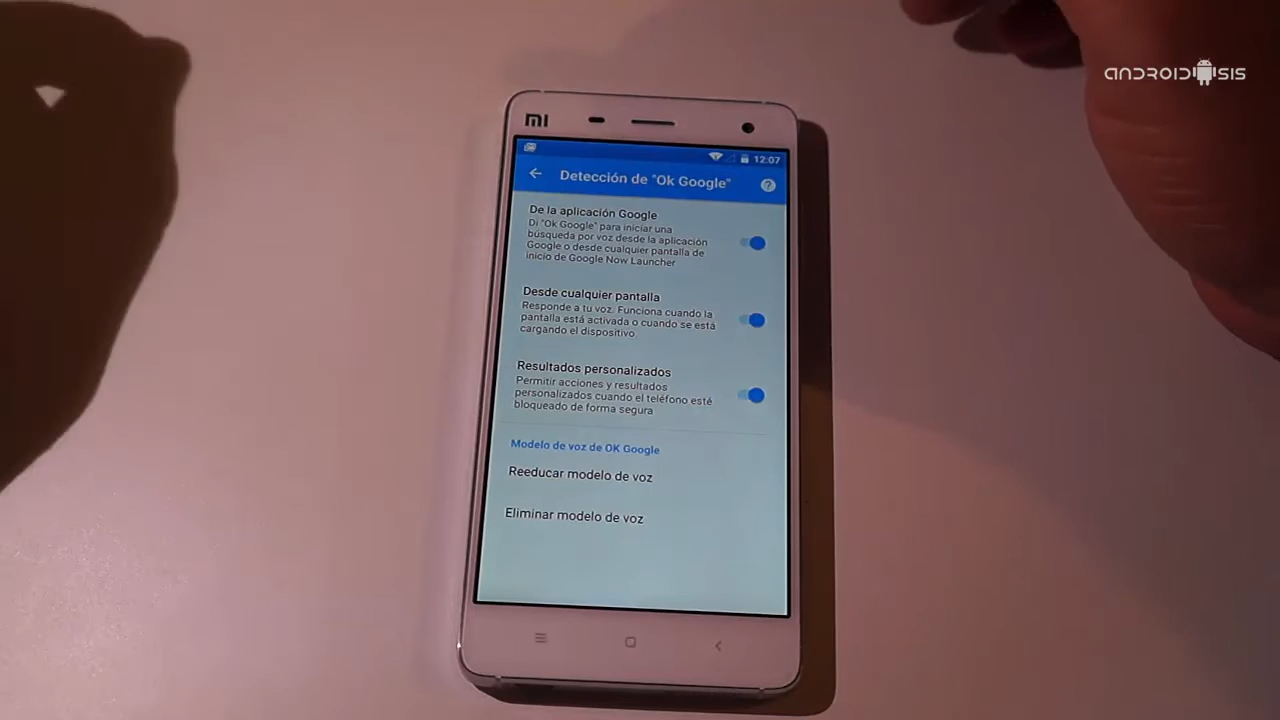 ANDROIDSIS
mi
12:07
Detección de "Ok Google"
De la aplicación Google
Di "Ok Google" para iniciar una
búsqueda por voz desde la aplicación
Google o desde cualquier pantalla de
inicio de Google Now Launcher
Desde cualquier pantalla
Responde a tu voz. Funciona cuando la
pantalla está activada o cuando se está
cargando el dispositivo.
Resultados personalizados
Permitir acciones y resultados
personalizados cuando el teléfono esté
bloqueado de forma segura
Modelo de voz de OK Google
Reeducar modelo de voz
Eliminar modelo de voz